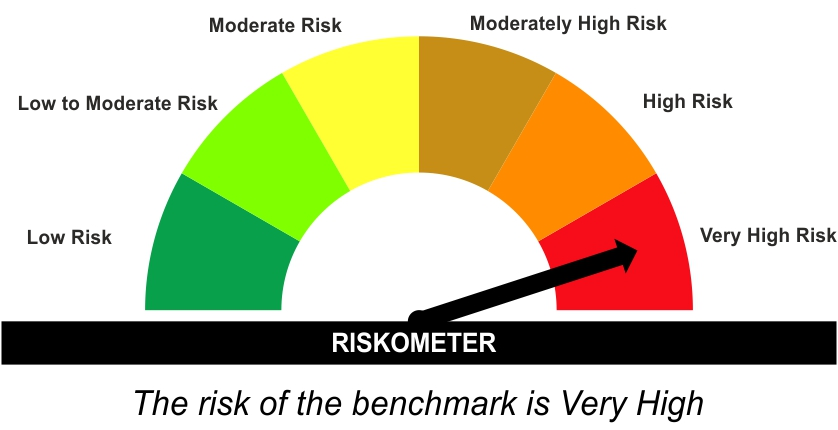 Moderate Risk
Moderately High Risk
Low to Moderate Risk
High Risk
Low Risk
Very High Risk
RISKOMETER
The risk of the benchmark is Very High